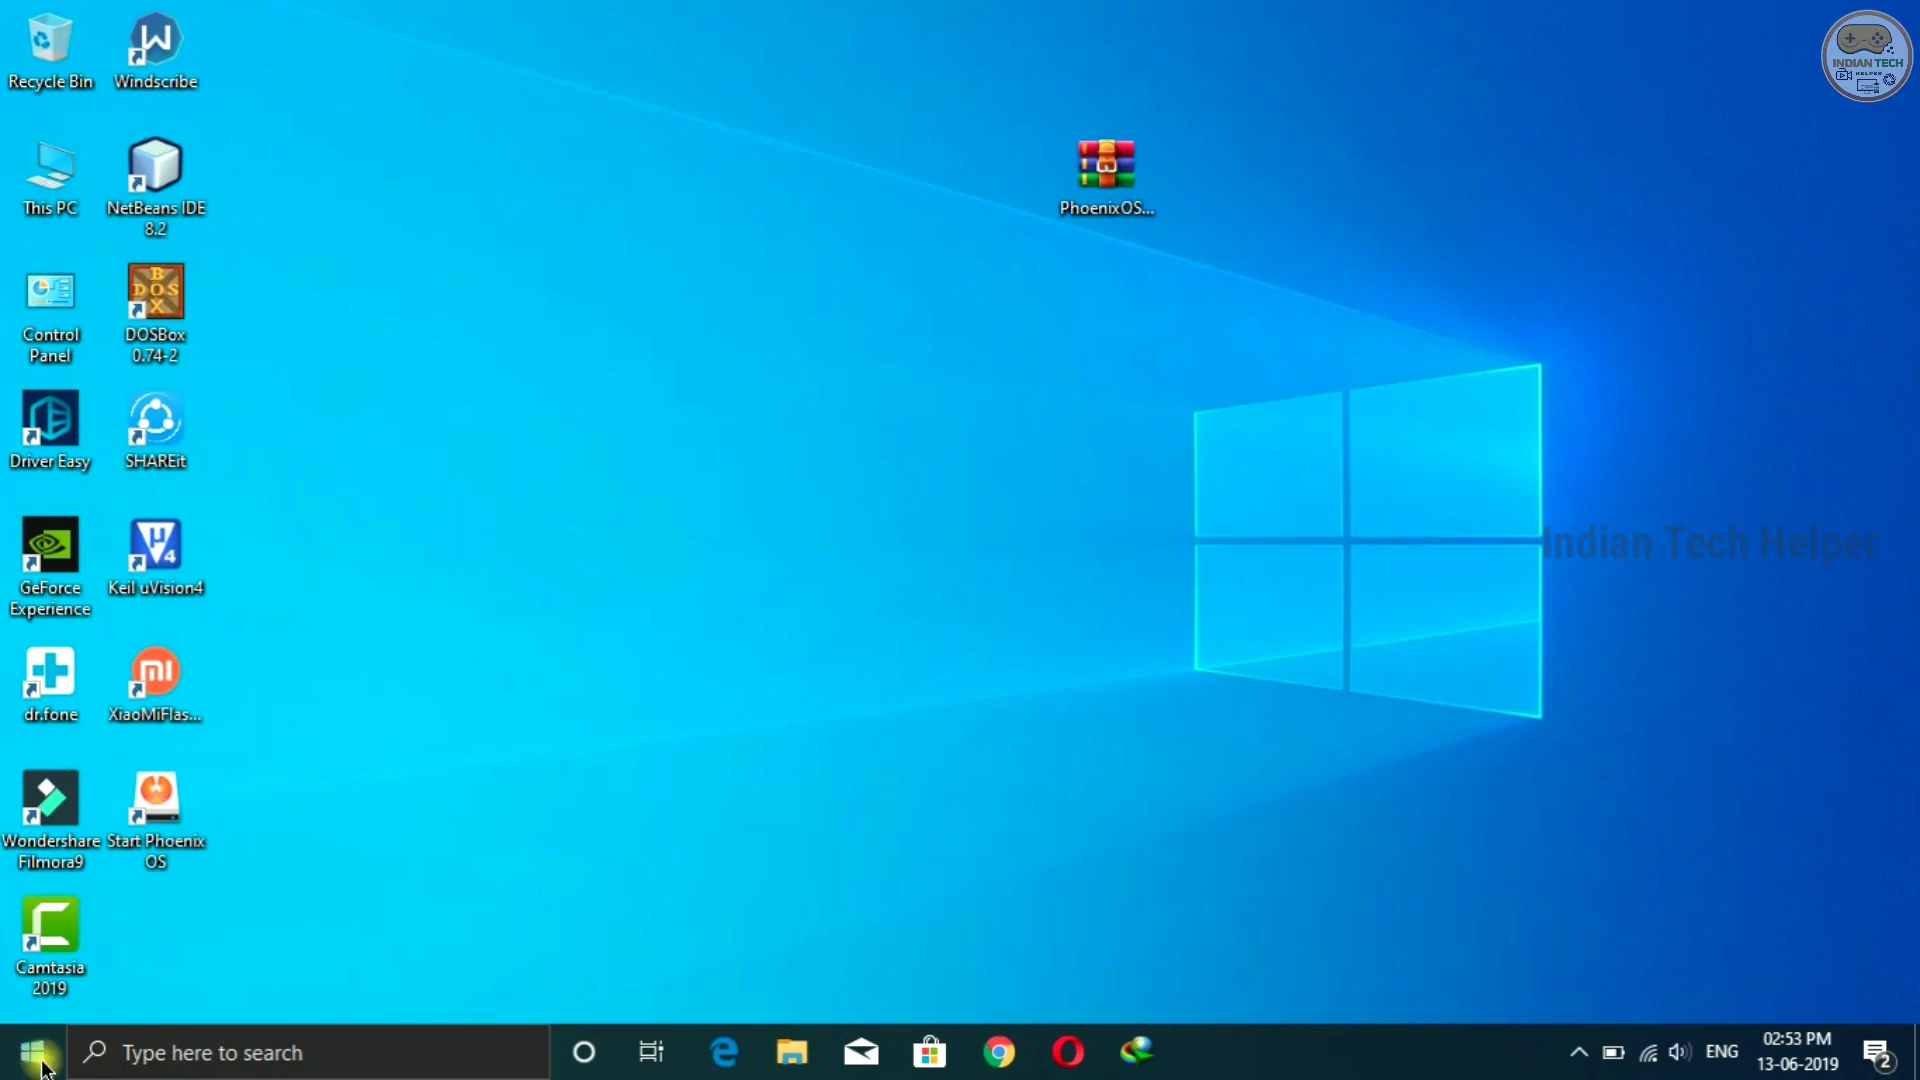 Recycle Bin
Windscribe
INDIAN TECH
HELPER
This PC
NetBeans IDE
8.2
PhoenixOS...
Control
Panel
DOSBox
0.74-2
Driver Easy
SHAREit
GeForce
Experience
Keil uVision4
Indian Tech Helper
dr.fone
XiaoMiFlas...
Wondershare
Filmora9
Start Phoenix
OS
Camtasia
2019
Type here to search
ENG
02:53 PM
13-06-2019
2